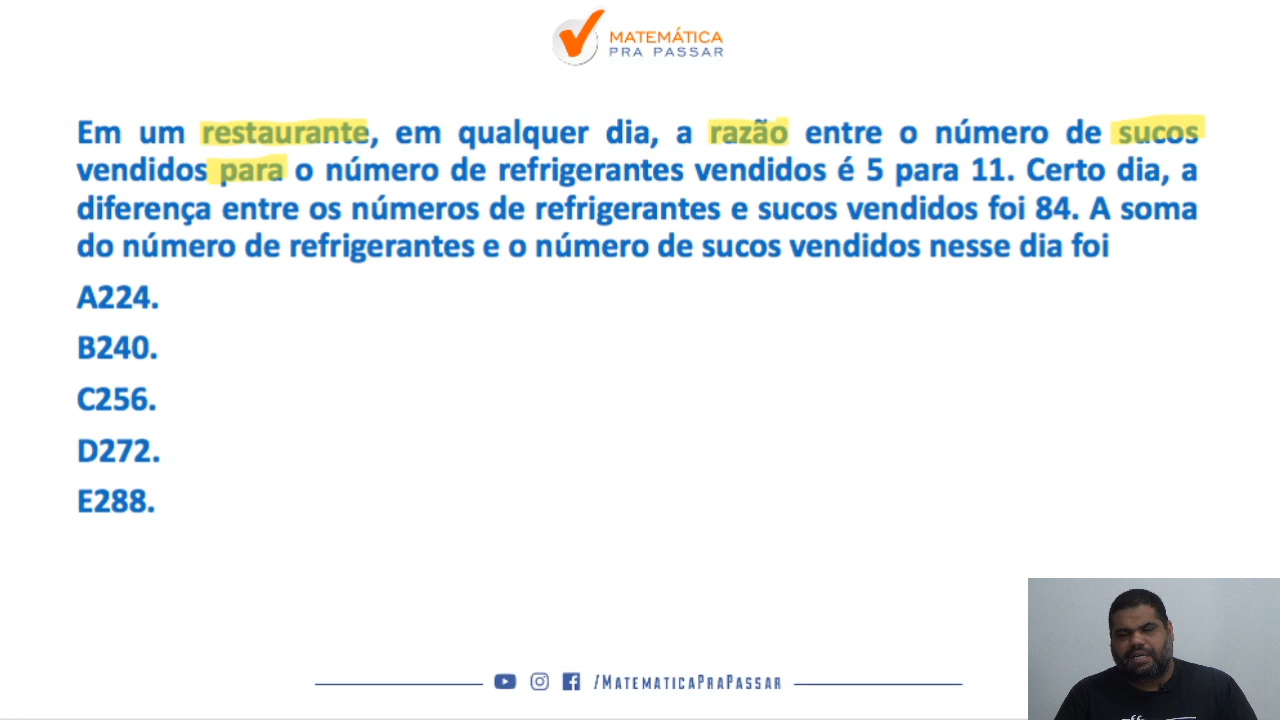 MATEMÁTICA
PRA PASSAR
Em um restaurante, em qualquer dia, a razão entre o número de sucos
vendidos para o número de refrigerantes vendidos é 5 para 11. Certo dia, a
diferença entre os números de refrigerantes e sucos vendidos foi 84. A soma
do número de refrigerantes e o número de sucos vendidos nesse dia foi
A224.
B240.
C256.
D272.
E288.
/MATEMATICAPRAPASSAR